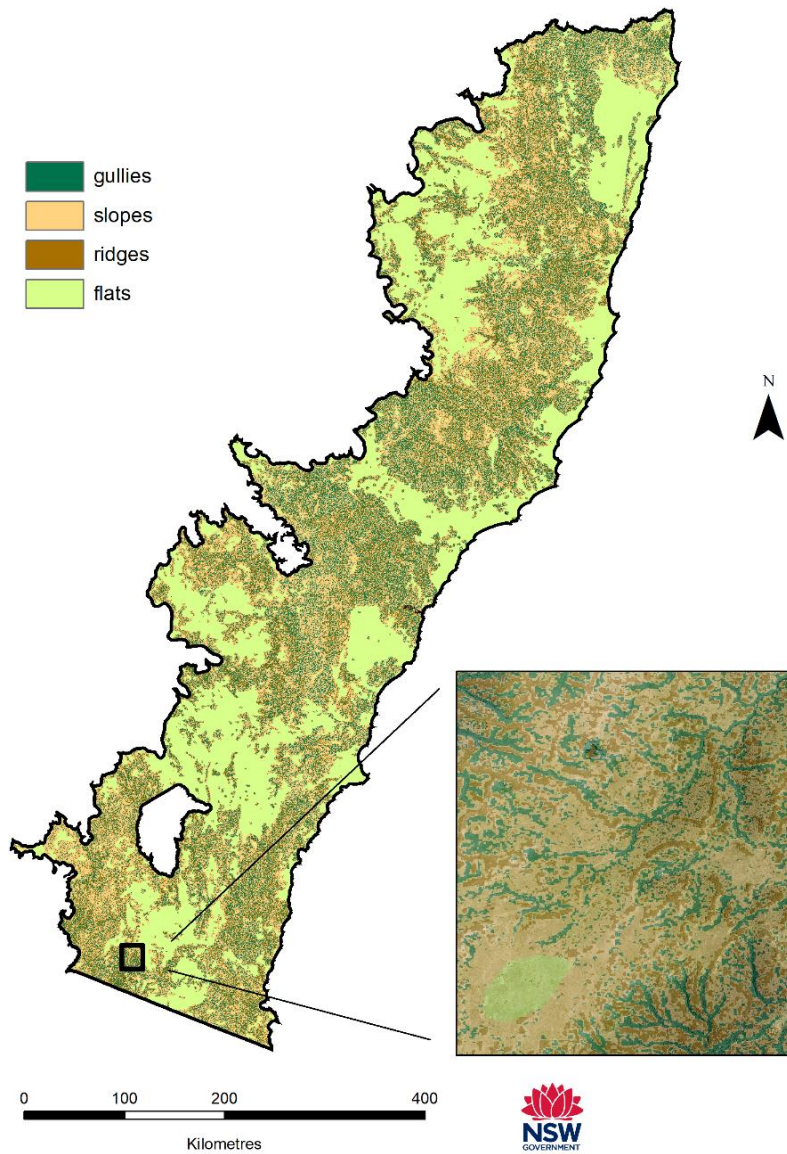 gullies
slopes
ridges
flats
N
0 100 200 400
Kilometres
NSW
GOVERNMENT